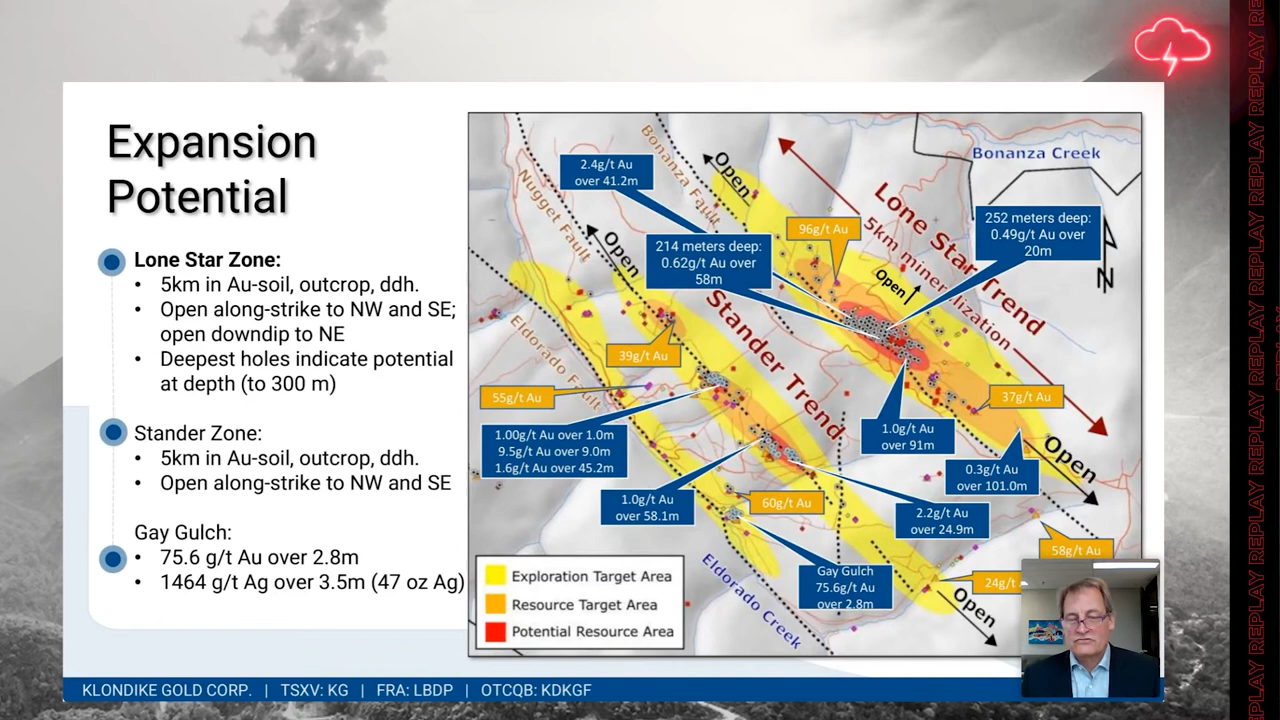 Expansion
Potential
Lone Star Zone:
• 5km in Au-soil, outcrop, ddh.
• Open along-strike to NW and SE;
open downdip to NE
• Deepest holes indicate potential
at depth (to 300 m)
Stander Zone:
• 5km in Au-soil, outcrop, ddh.
• Open along-strike to NW and SE
Gay Gulch:
• 75.6 g/t Au over 2.8m
• 1464 g/t Ag over 3.5m (47 oz Ag)
Bonanza Creek
Bonanza Fault
Nugget Fault
Eldorado Fault
Eldorado Creek
Lone Star Trend
5km mineralization
Stander Trend
Open
Open
Open
Open
Open
N
2.4g/t Au
over 41.2m
96g/t Au
252 meters deep:
0.49g/t Au over
20m
214 meters deep:
0.62g/t Au over
58m
39g/t Au
55g/t Au
37g/t Au
1.00g/t Au over 1.0m
9.5g/t Au over 9.0m
1.6g/t Au over 45.2m
1.0g/t Au
over 91m
0.3g/t Au
over 101.0m
1.0g/t Au
over 58.1m
60g/t Au
2.2g/t Au
over 24.9m
58g/t Au
Gay Gulch
75.6g/t Au
over 2.8m
24g/t
Exploration Target Area
Resource Target Area
Potential Resource Area
KLONDIKE GOLD CORP. | TSXV: KG | FRA: LBDP | OTCQB: KDKGF
REPLAY REPLAY REPLAY REPLAY REPLAY REPLAY REPLAY REPLAY